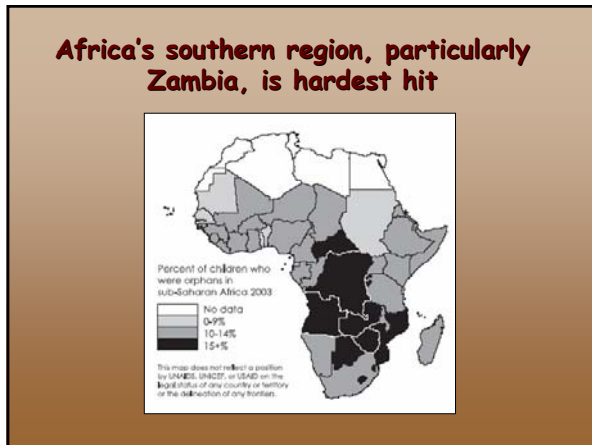 Africa's southern region, particularly
Zambia, is hardest hit
Percent of children who
were orphans in
sub-Saharan Africa 2003
No data
0-9%
10-14%
15+%
This map does not reflect a position
by UNAIDS, UNICEF, or USAID on the
legal status of any country or territory
or the delineation of any frontiers.